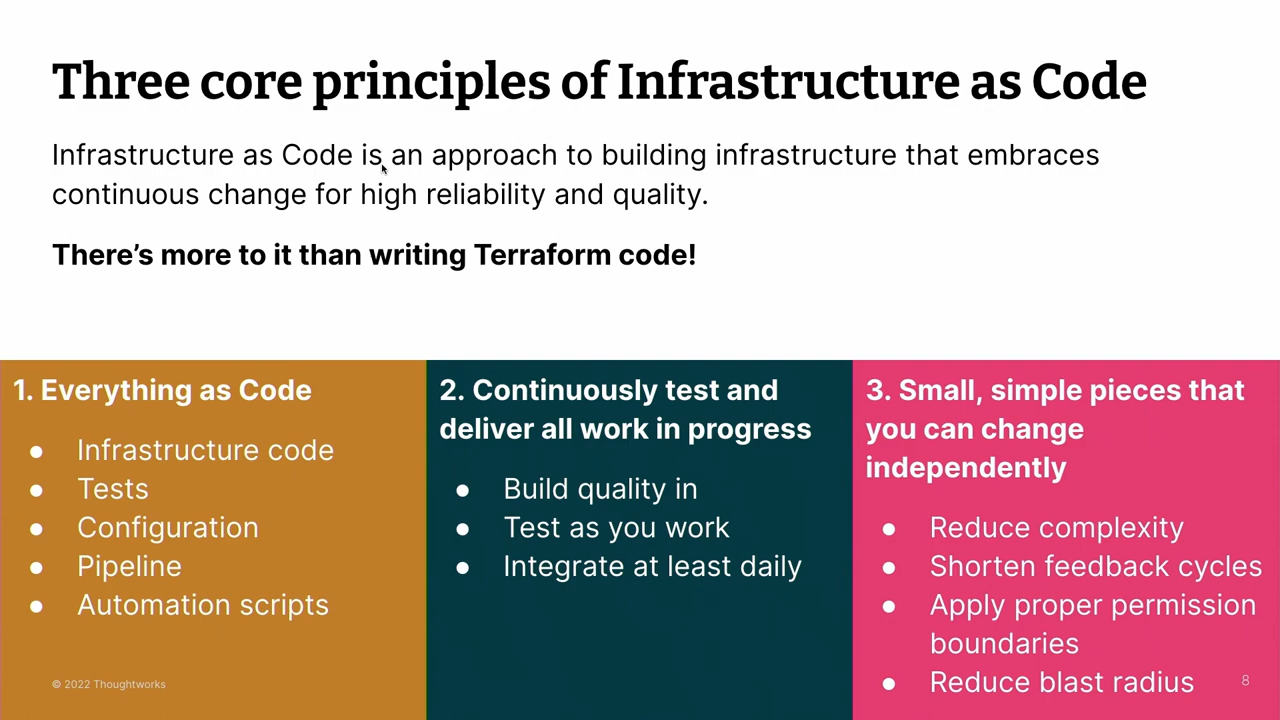 Three core principles of Infrastructure as Code
Infrastructure as Code is an approach to building infrastructure that embraces
continuous change for high reliability and quality.
There’s more to it than writing Terraform code!
1. Everything as Code
● Infrastructure code
● Tests
● Configuration
● Pipeline
● Automation scripts
2. Continuously test and
deliver all work in progress
● Build quality in
● Test as you work
● Integrate at least daily
3. Small, simple pieces that
you can change
independently
● Reduce complexity
● Shorten feedback cycles
● Apply proper permission
boundaries
● Reduce blast radius
© 2022 Thoughtworks
8